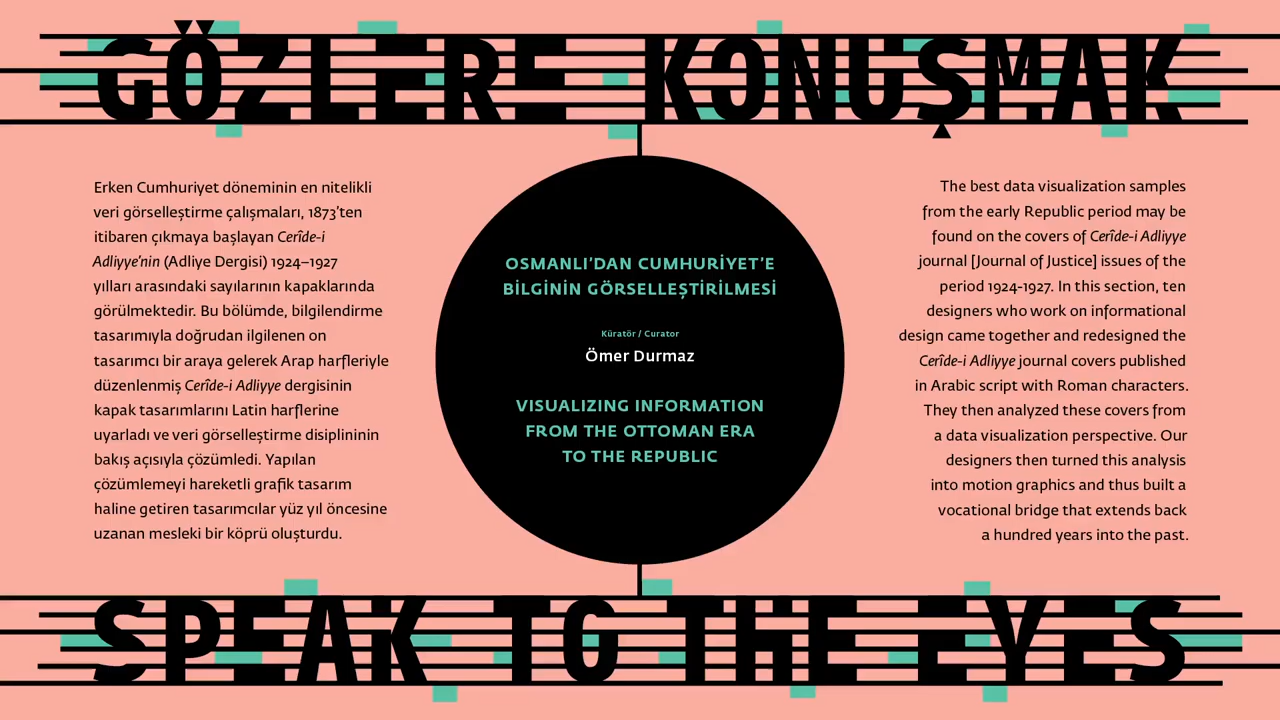 GÖZLERE KONUŞMAK
Erken Cumhuriyet döneminin en nitelikli
veri görselleştirme çalışmaları, 1873'ten
itibaren çıkmaya başlayan Cerîde-i
Adliyye'nin (Adliye Dergisi) 1924–1927
yılları arasındaki sayılarının kapaklarında
görülmektedir. Bu bölümde, bilgilendirme
tasarımıyla doğrudan ilgilenen on
tasarımcı bir araya gelerek Arap harfleriyle
düzenlenmiş Cerîde-i Adliyye dergisinin
kapak tasarımlarını Latin harflerine
uyarladı ve veri görselleştirme disiplininin
bakış açısıyla çözümledi. Yapılan
çözümlemeyi hareketli grafik tasarım
haline getiren tasarımcılar yüz yıl öncesine
uzanan mesleki bir köprü oluşturdu.
OSMANLI'DAN CUMHURİYET'E
BİLGİNİN GÖRSELLEŞTİRİLMESİ
Küratör / Curator
Ömer Durmaz
VISUALIZING INFORMATION
FROM THE OTTOMAN ERA
TO THE REPUBLIC
The best data visualization samples
from the early Republic period may be
found on the covers of Cerîde-i Adliyye
journal [Journal of Justice] issues of the
period 1924-1927. In this section, ten
designers who work on informational
design came together and redesigned the
Cerîde-i Adliyye journal covers published
in Arabic script with Roman characters.
They then analyzed these covers from
a data visualization perspective. Our
designers then turned this analysis
into motion graphics and thus built a
vocational bridge that extends back
a hundred years into the past.
SPEAK TO THE EYES